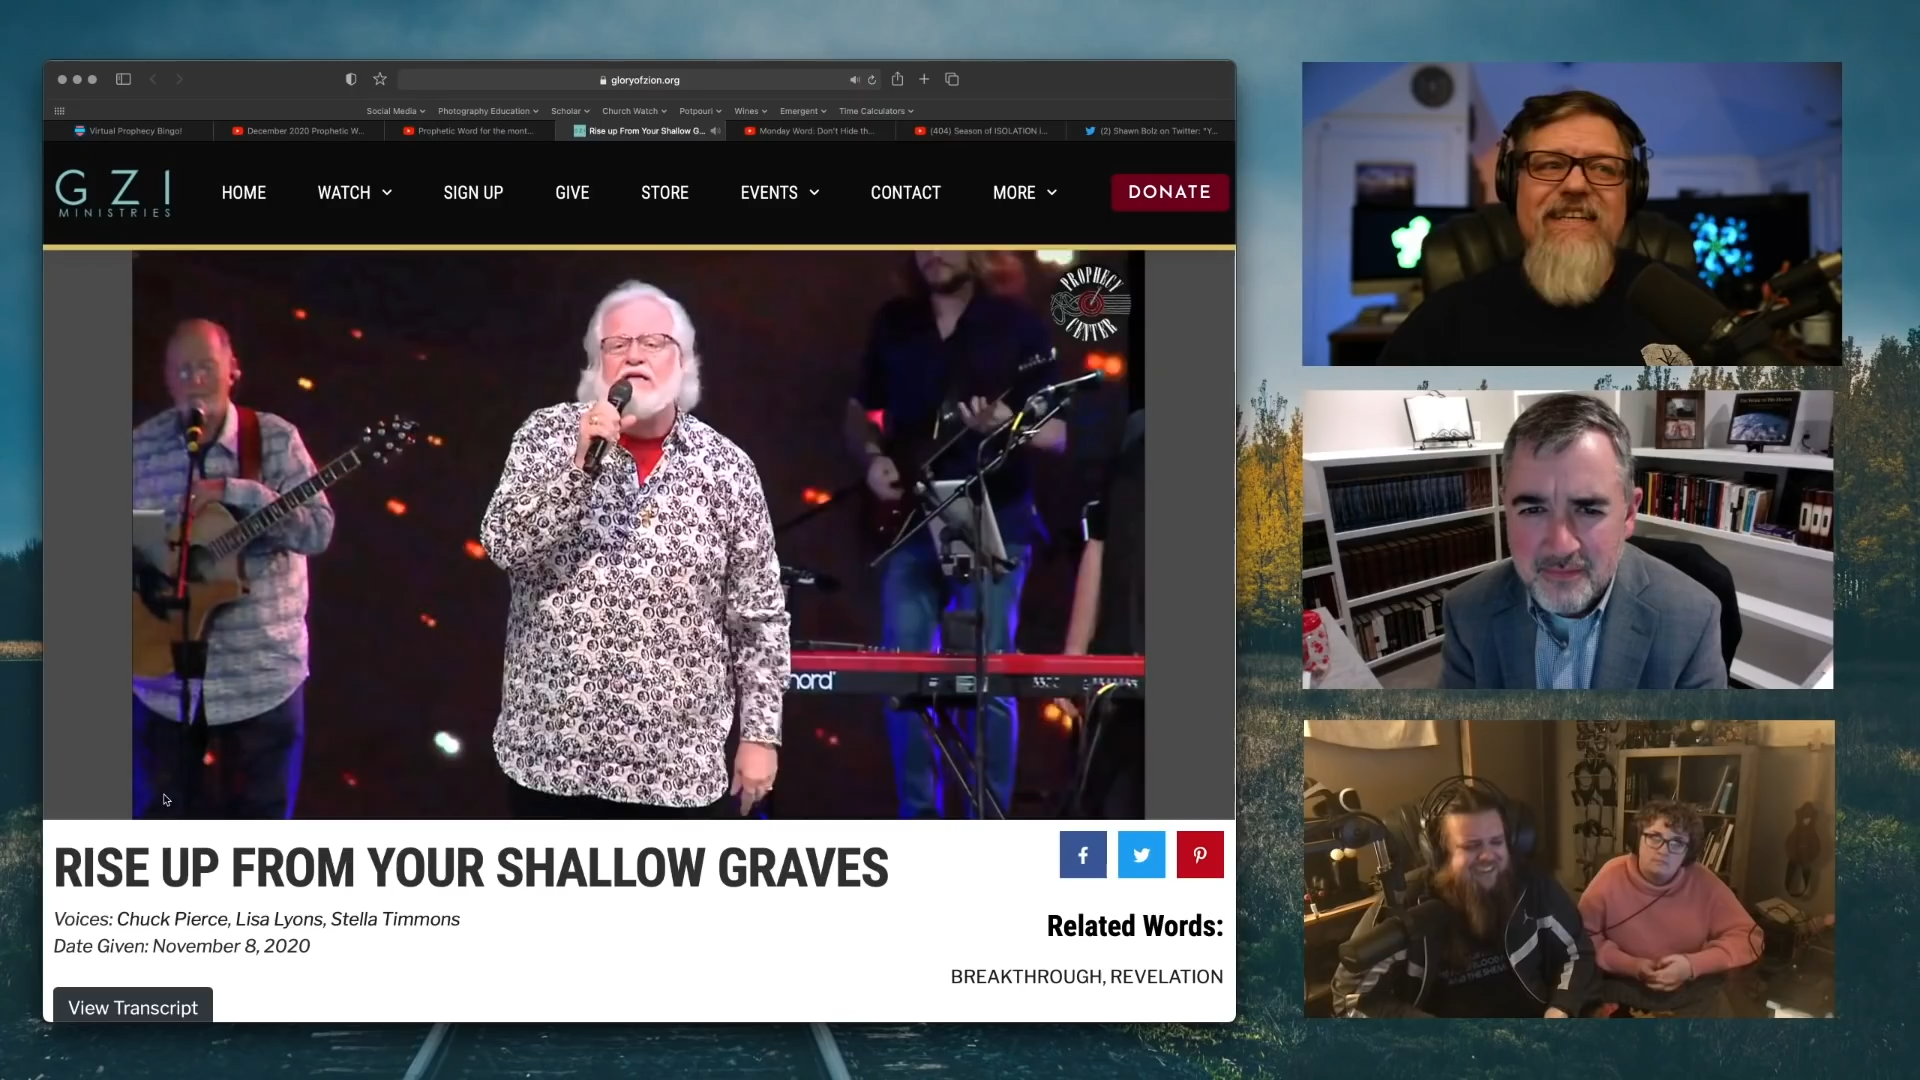 gloryofzion.org
Social Media
Photography Education
Scholar
Church Watch
Potpouri
Wines
Emergent
Time Calculators
Virtual Prophecy Bingo!
December 2020 Prophetic W...
Prophetic Word for the mont...
Rise up From Your Shallow G...
Monday Word: Don't Hide th...
(404) Season of ISOLATION i...
(2) Shawn Bolz on Twitter: "Y...
GZI
MINISTRIES
HOME
WATCH
SIGN UP
GIVE
STORE
EVENTS
CONTACT
MORE
DONATE
PROPHECY
CENTER
nord
RISE UP FROM YOUR SHALLOW GRAVES
Voices: Chuck Pierce, Lisa Lyons, Stella Timmons
Date Given: November 8, 2020
View Transcript
Related Words:
BREAKTHROUGH, REVELATION